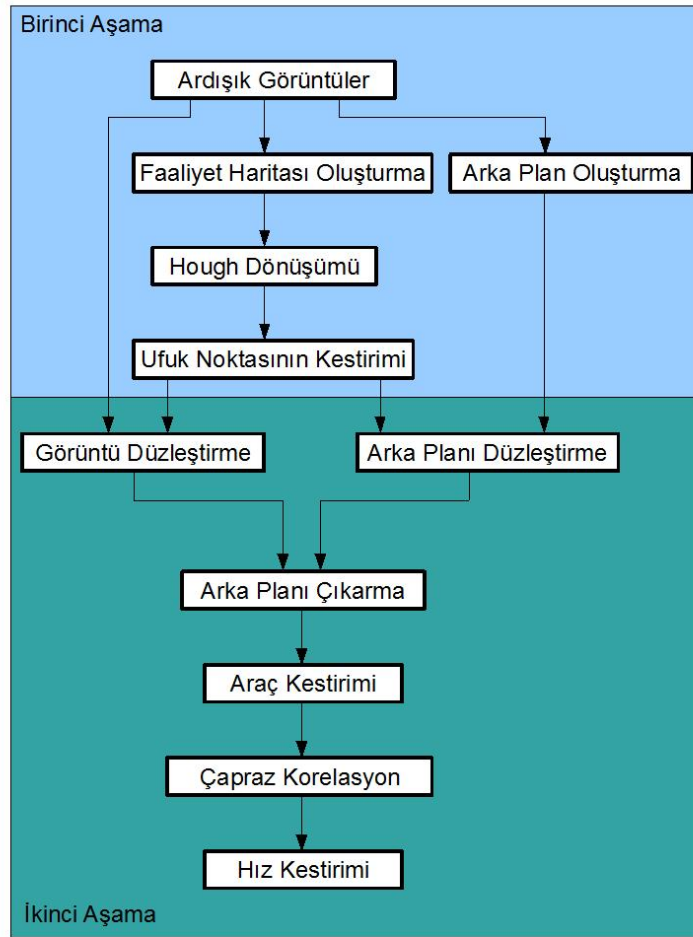 Birinci Aşama
Ardışık Görüntüler
Faaliyet Haritası Oluşturma
Arka Plan Oluşturma
Hough Dönüşümü
Ufuk Noktasının Kestirimi
Görüntü Düzleştirme
Arka Planı Düzleştirme
Arka Planı Çıkarma
Araç Kestirimi
Çapraz Korelasyon
Hız Kestirimi
İkinci Aşama